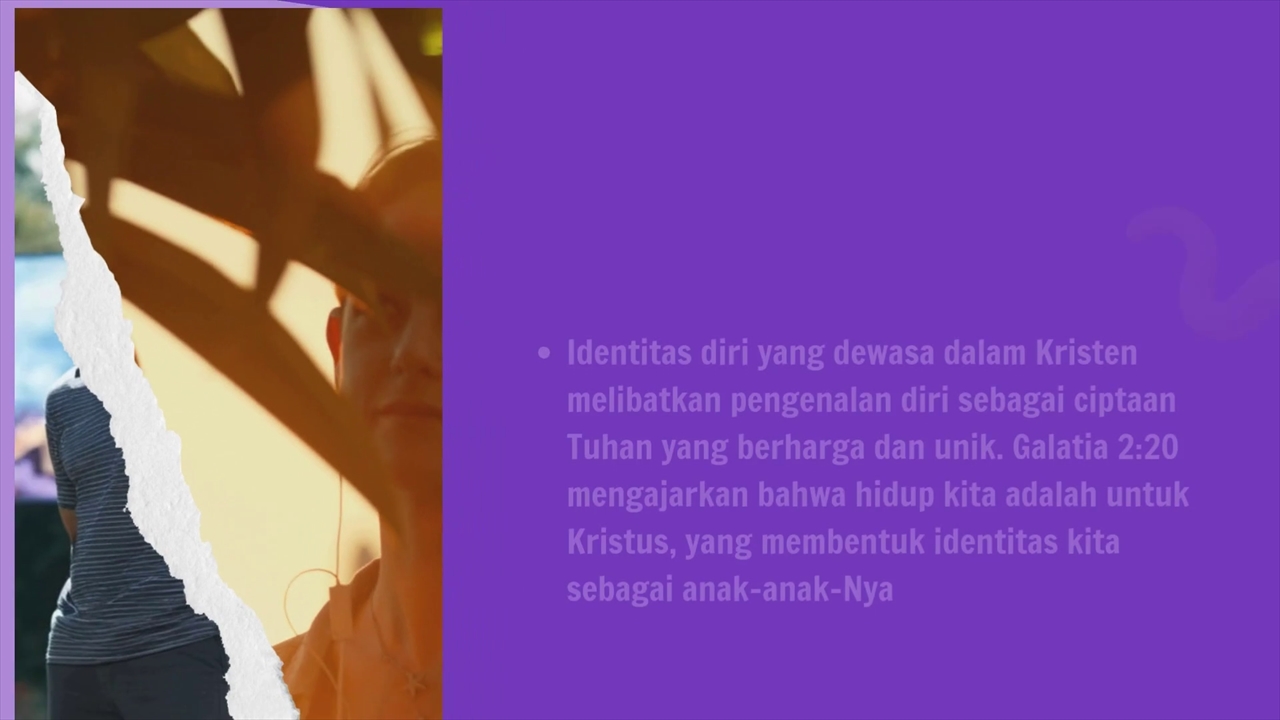 • Identitas diri yang dewasa dalam Kristen
melibatkan pengenalan diri sebagai ciptaan
Tuhan yang berharga dan unik. Galatia 2:20
mengajarkan bahwa hidup kita adalah untuk
Kristus, yang membentuk identitas kita
sebagai anak-anak-Nya